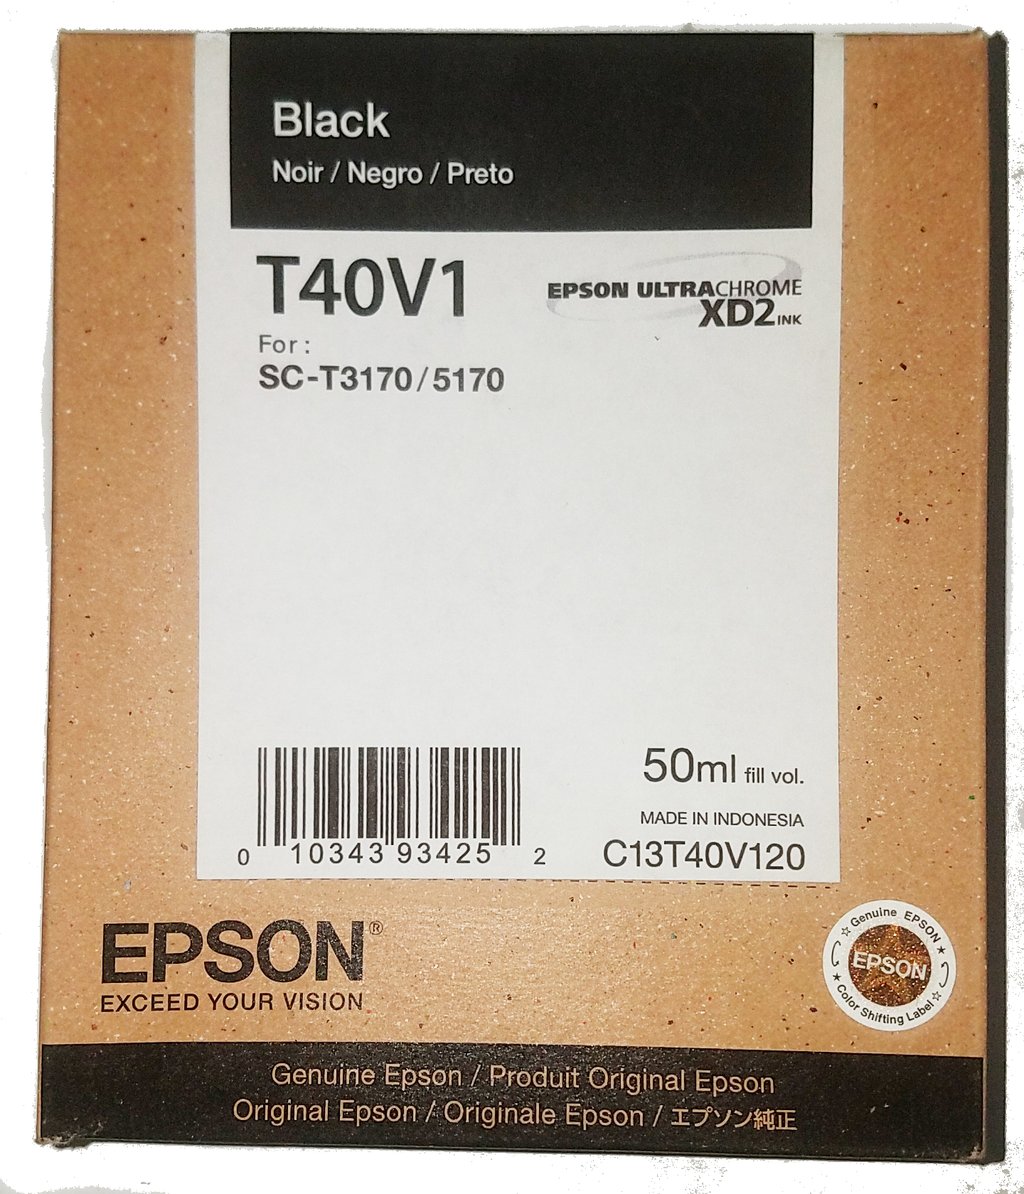 Black
Noir / Negro / Preto
T40V1
EPSON ULTRACHROME
XD2 INK
For :
SC-T3170/5170
50ml fill vol.
MADE IN INDONESIA
C13T40V120
0 10343 93425 2
EPSON®
EXCEED YOUR VISION
☆ Genuine EPSON ★
EPSON
★ Color Shifting Label ☆
Genuine Epson / Produit Original Epson
Original Epson / Originale Epson / エプソン純正